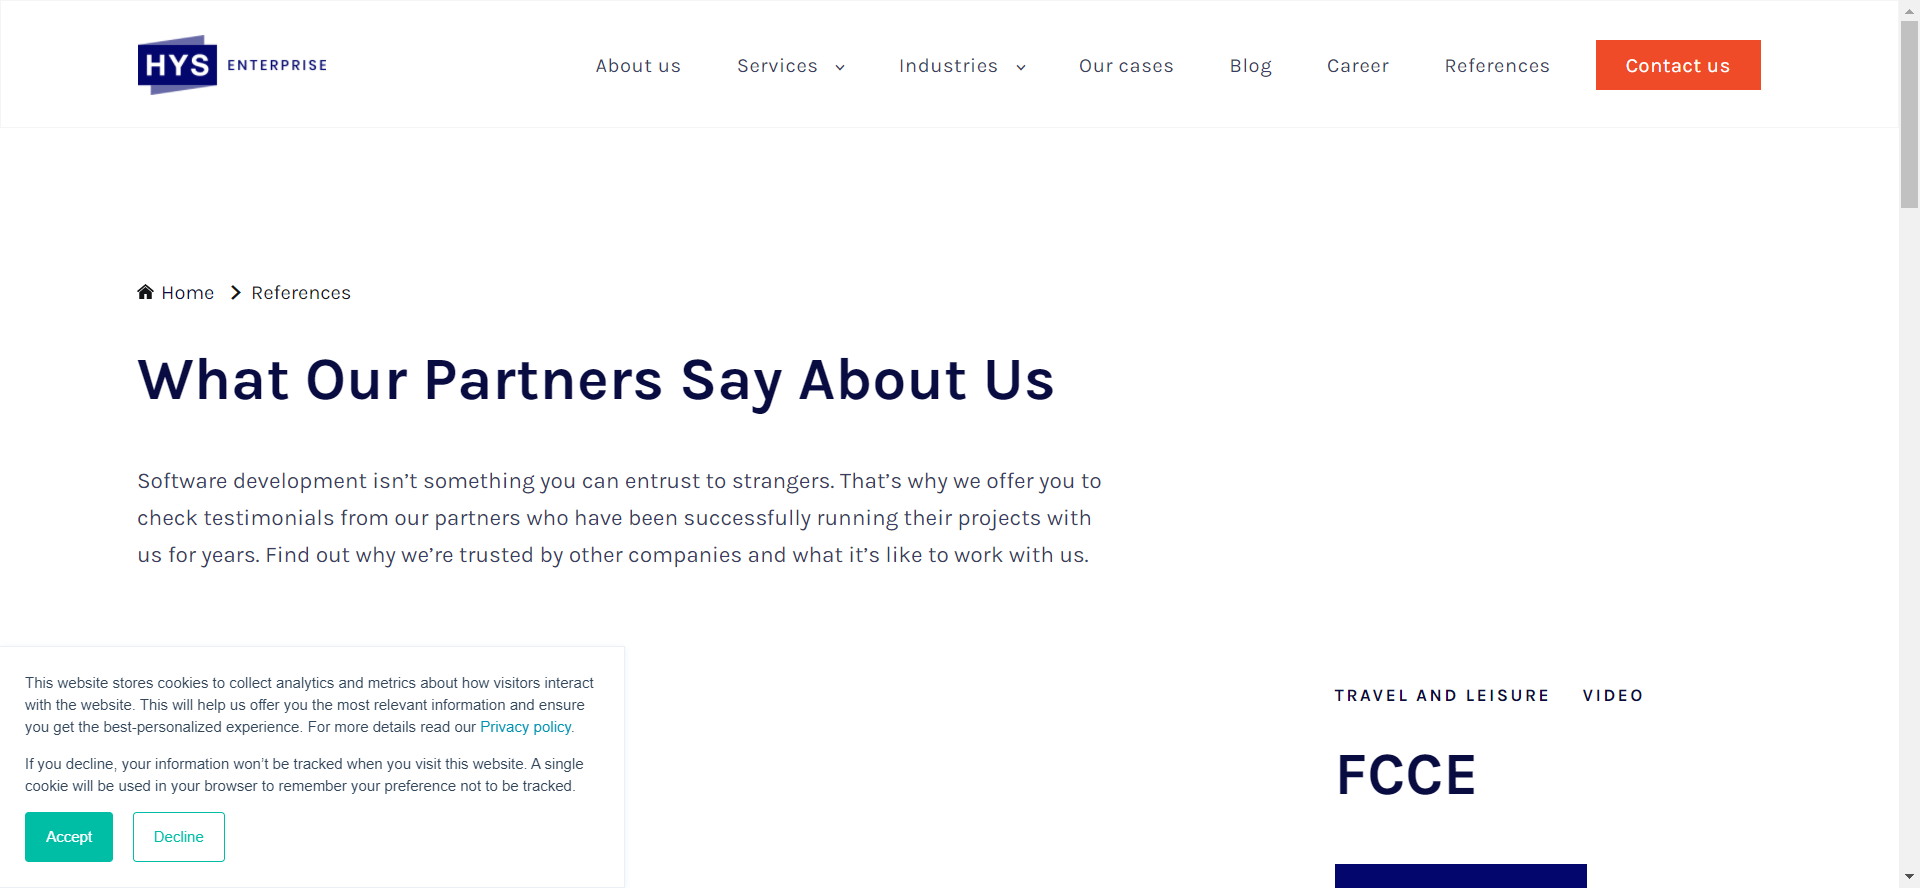 HYS ENTERPRISE
About us Services Industries Our cases Blog Career References Contact us
Home References
What Our Partners Say About Us
Software development isn’t something you can entrust to strangers. That’s why we offer you to
check testimonials from our partners who have been successfully running their projects with
us for years. Find out why we’re trusted by other companies and what it’s like to work with us.
TRAVEL AND LEISURE VIDEO
FCCE
This website stores cookies to collect analytics and metrics about how visitors interact
with the website. This will help us offer you the most relevant information and ensure
you get the best-personalized experience. For more details read our Privacy policy.
If you decline, your information won’t be tracked when you visit this website. A single
cookie will be used in your browser to remember your preference not to be tracked.
Accept Decline